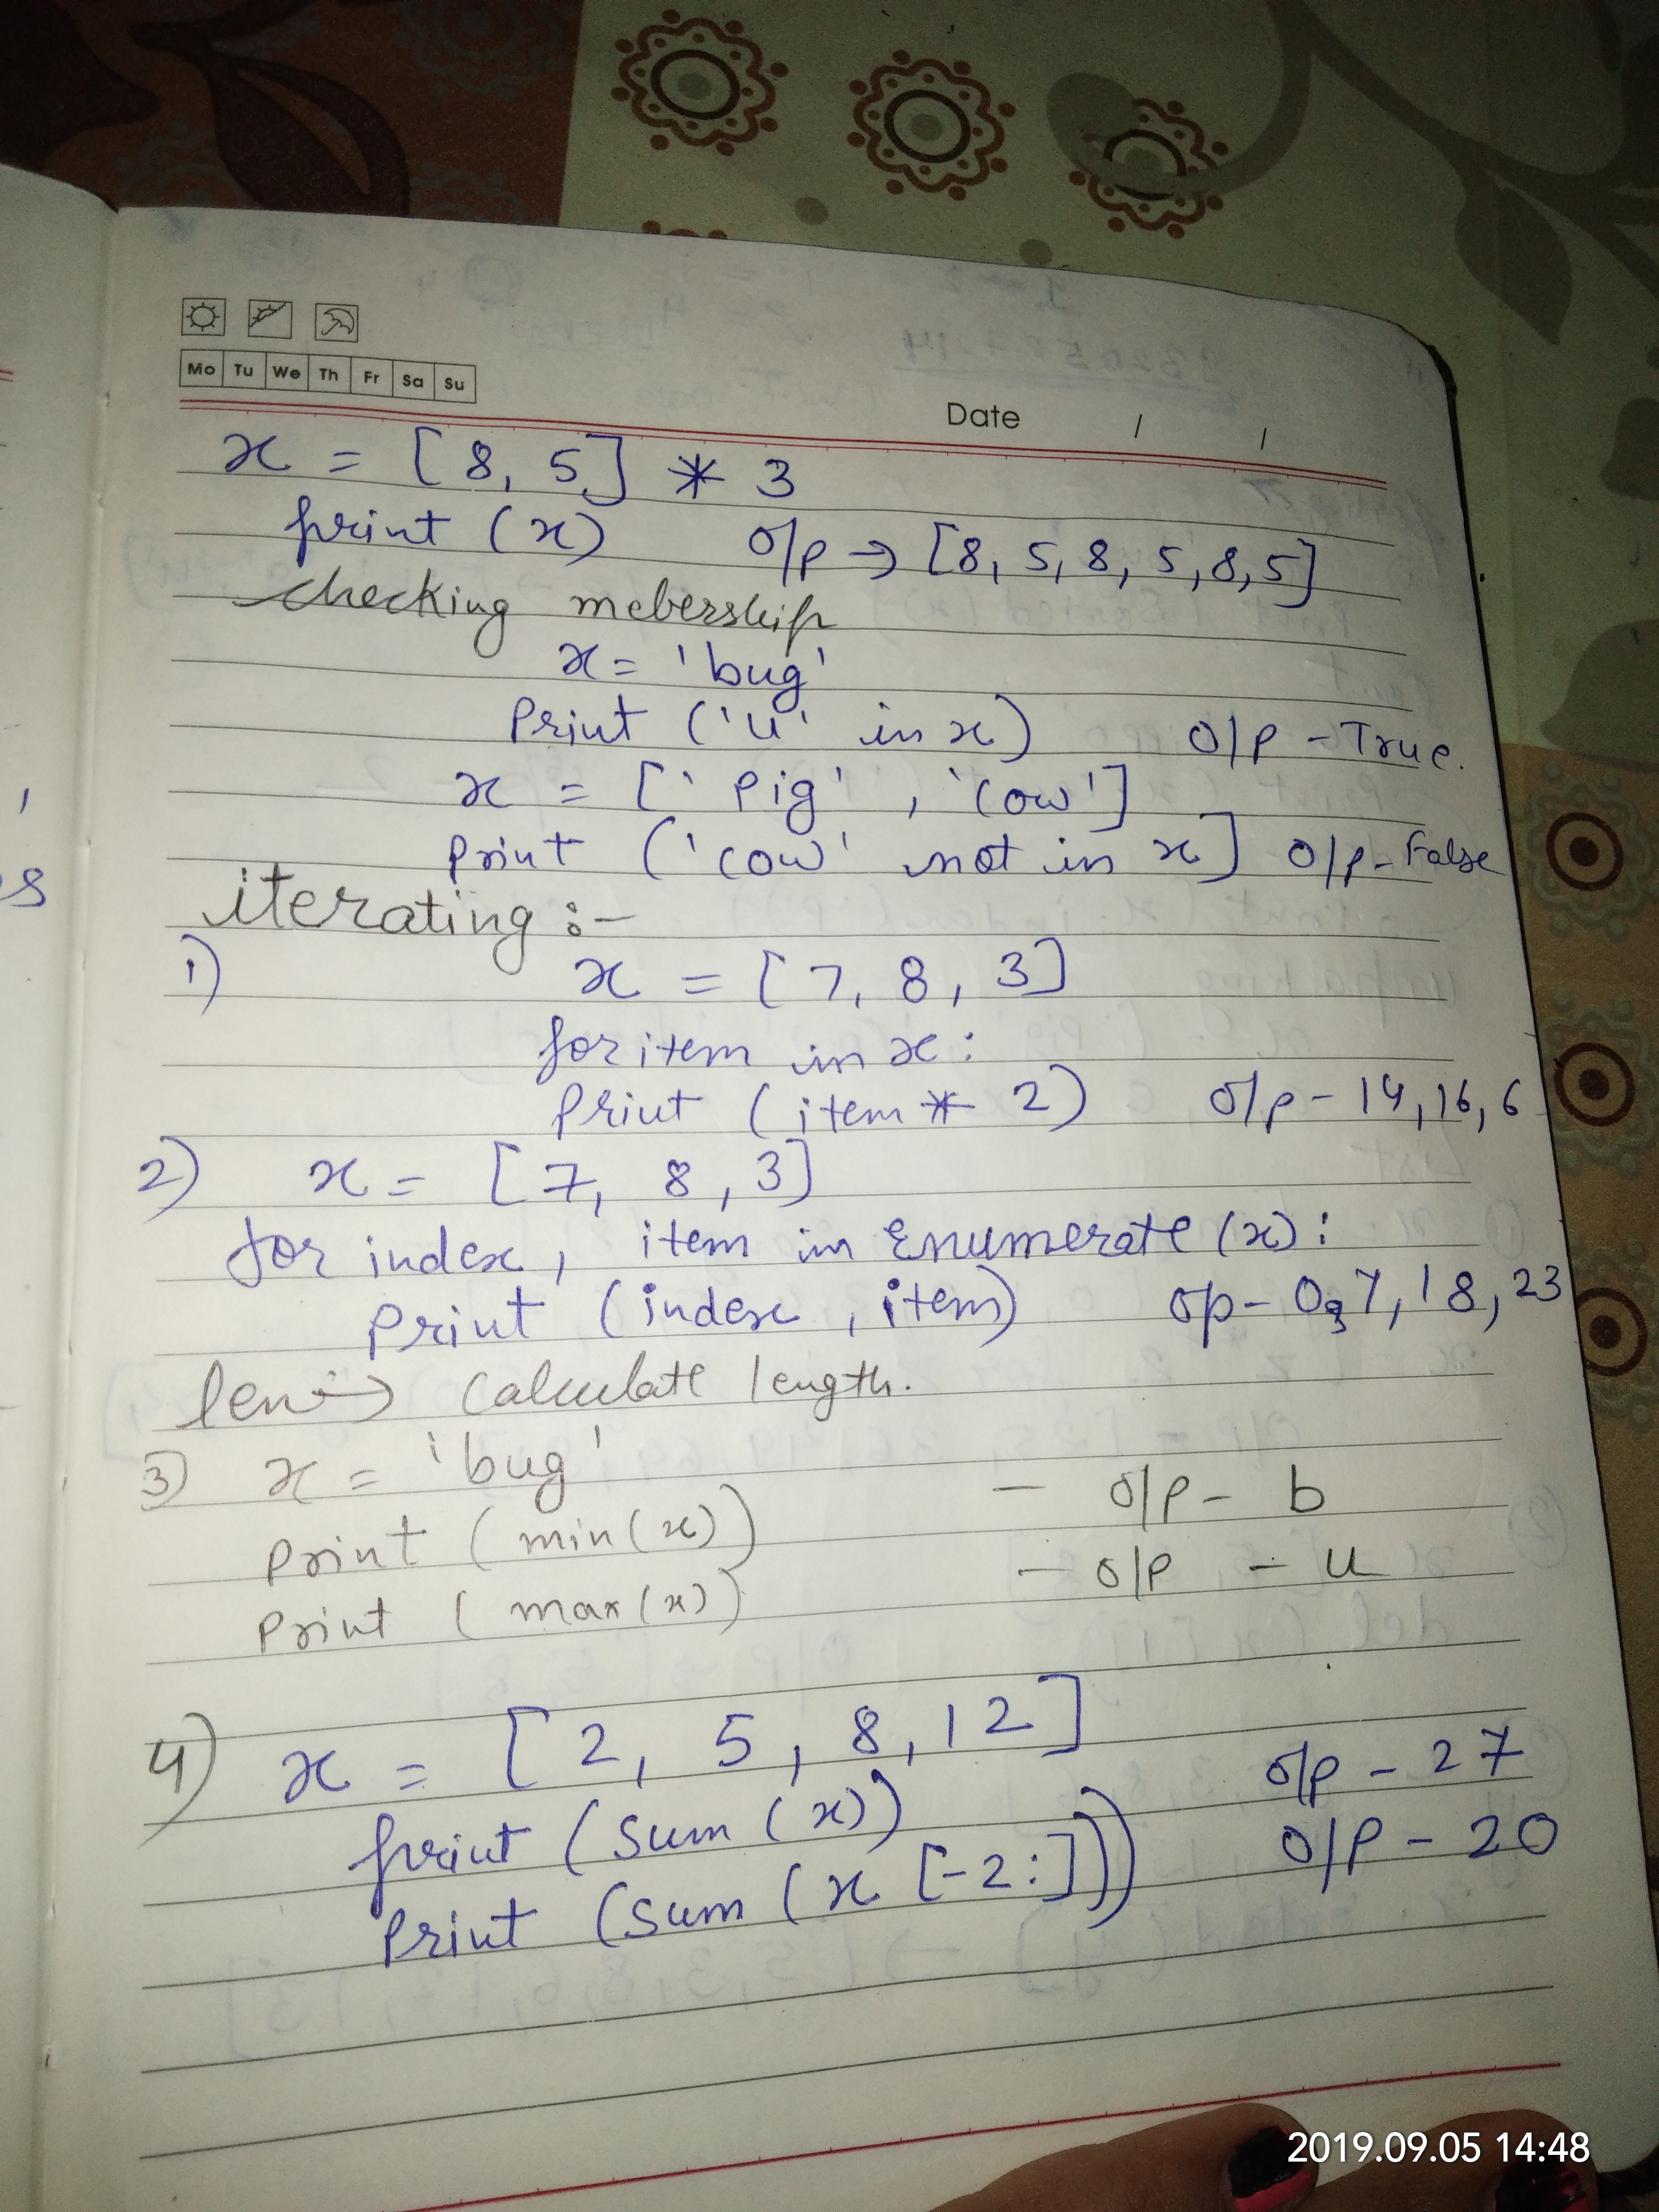 Mo Tu We Th Fr Sa Su
Date / /
x = [8, 5] * 3
print (x) o/p → [8, 5, 8, 5, 8, 5]
checking mebership
x = 'bug'
Print ('u' in x) o/p - True.
x = ['Pig', 'cow']
Print ('cow' not in x] o/p - False
iterating :-
1) x = [7, 8, 3]
for item in x:
Print (item * 2) o/p - 14, 16, 6
2) x = [7, 8, 3]
for index, item in Enumerate (x):
Print (index, item) o/p - 0,7, 18, 23
len → Calculate length.
3) x = 'bug'
Print (min(x)) - o/p - b
Print (max(x)) - o/p - u
4) x = [2, 5, 8, 12]
print (sum (x)) o/p - 27
Print (sum (x [-2:])) o/p - 20
2019.09.05 14:48